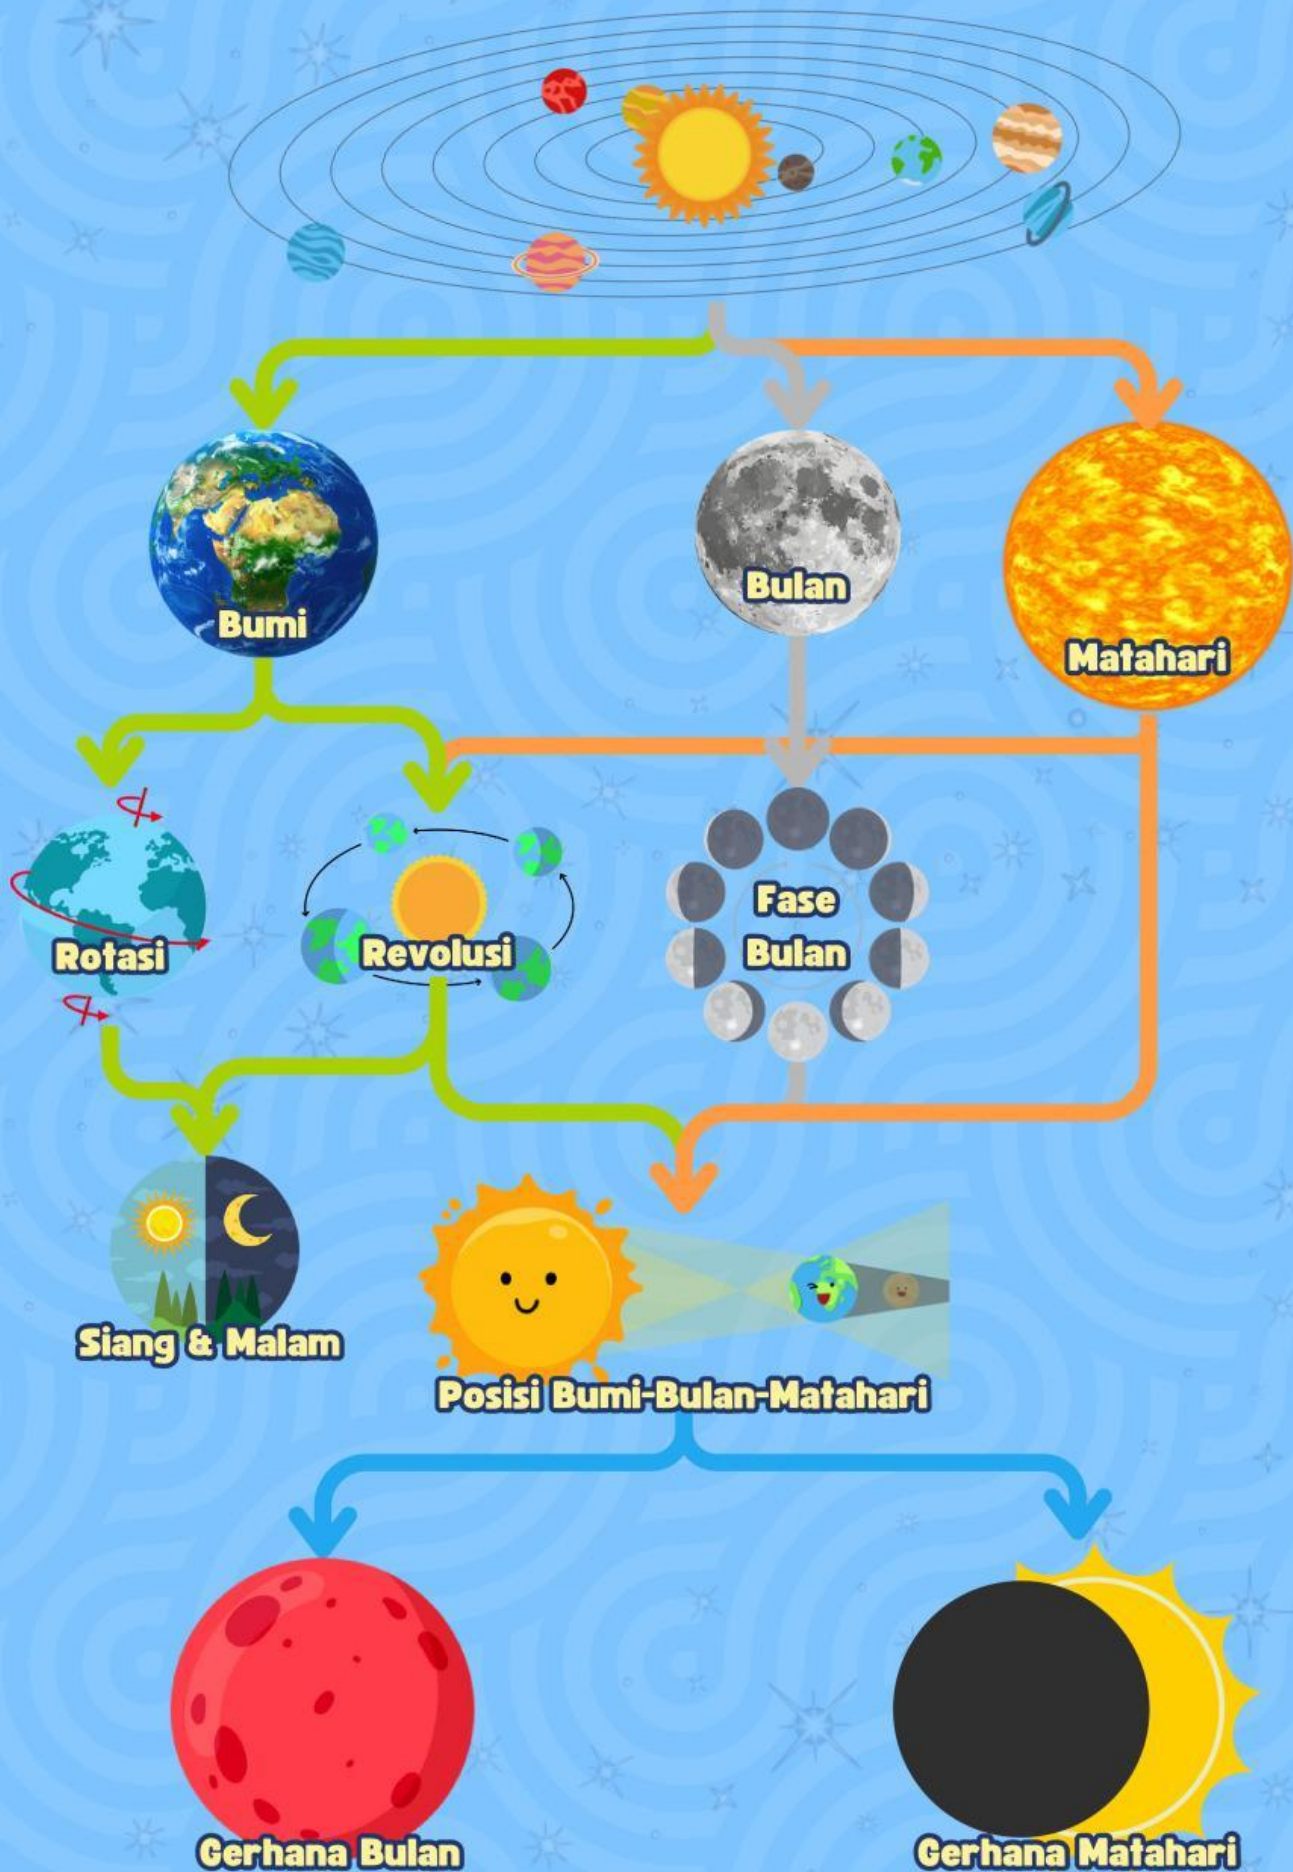 Bumi
Bulan
Matahari
Rotasi
Revolusi
Fase
Bulan
Siang & Malam
Posisi Bumi-Bulan-Matahari
Gerhana Bulan
Gerhana Matahari